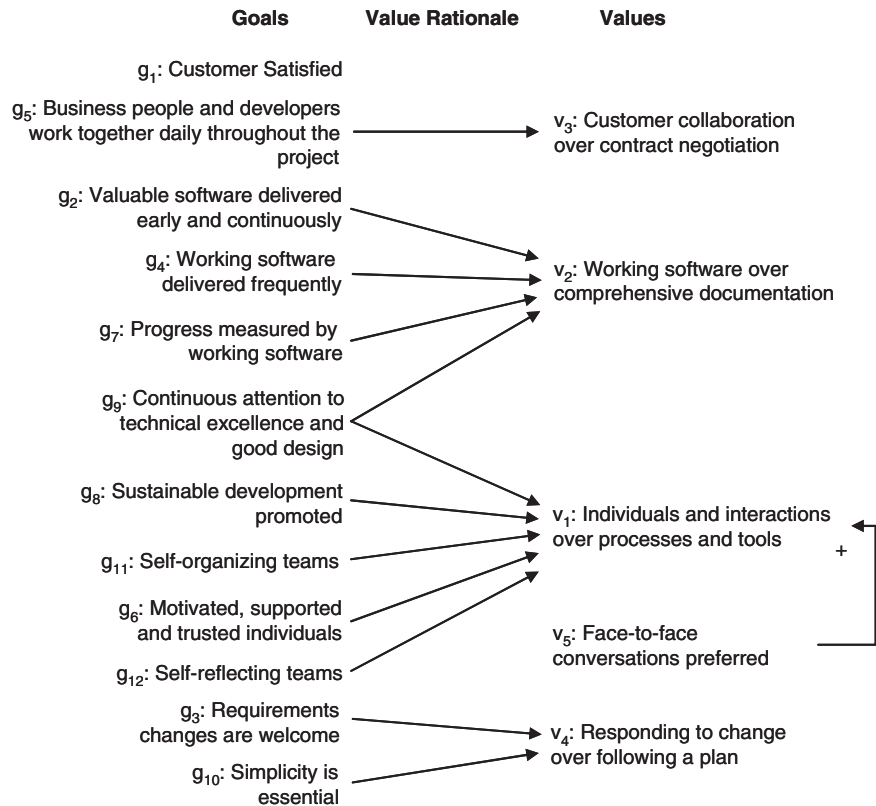 Goals Value Rationale Values
g1: Customer Satisfied
g5: Business people and developers
work together daily throughout the
project
v3: Customer collaboration
over contract negotiation
g2: Valuable software delivered
early and continuously
g4: Working software
delivered frequently
v2: Working software over
comprehensive documentation
g7: Progress measured by
working software
g9: Continuous attention to
technical excellence and
good design
g8: Sustainable development
promoted
v1: Individuals and interactions
over processes and tools
+
g11: Self-organizing teams
g6: Motivated, supported
and trusted individuals
v5: Face-to-face
conversations preferred
g12: Self-reflecting teams
g3: Requirements
changes are welcome
v4: Responding to change
over following a plan
g10: Simplicity is
essential